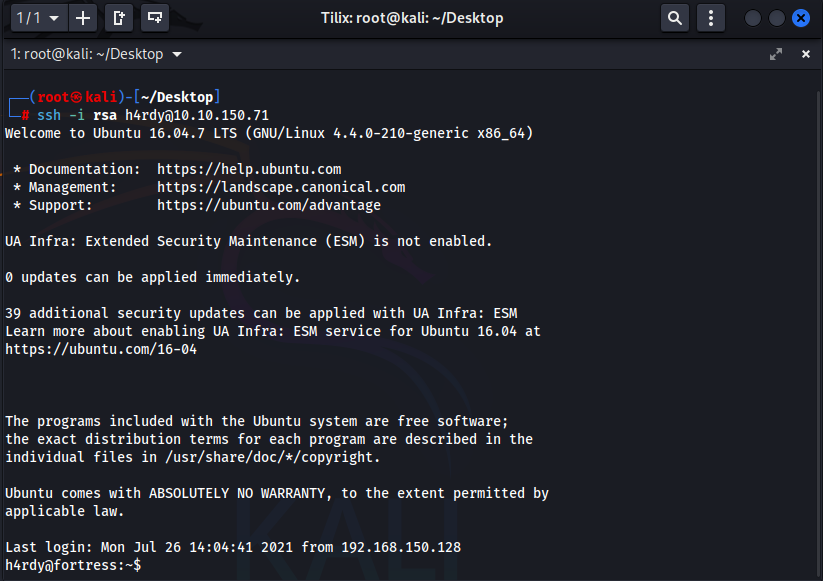 1/1
Tilix: root@kali: ~/Desktop
1: root@kali: ~/Desktop
┌──(root㉿kali)-[~/Desktop]
└─# ssh -i rsa h4rdy@10.10.150.71
Welcome to Ubuntu 16.04.7 LTS (GNU/Linux 4.4.0-210-generic x86_64)
* Documentation:  https://help.ubuntu.com
* Management:     https://landscape.canonical.com
* Support:        https://ubuntu.com/advantage
UA Infra: Extended Security Maintenance (ESM) is not enabled.
0 updates can be applied immediately.
39 additional security updates can be applied with UA Infra: ESM
Learn more about enabling UA Infra: ESM service for Ubuntu 16.04 at
https://ubuntu.com/16-04
The programs included with the Ubuntu system are free software;
the exact distribution terms for each program are described in the
individual files in /usr/share/doc/*/copyright.
Ubuntu comes with ABSOLUTELY NO WARRANTY, to the extent permitted by
applicable law.
Last login: Mon Jul 26 14:04:41 2021 from 192.168.150.128
h4rdy@fortress:~$
KALI